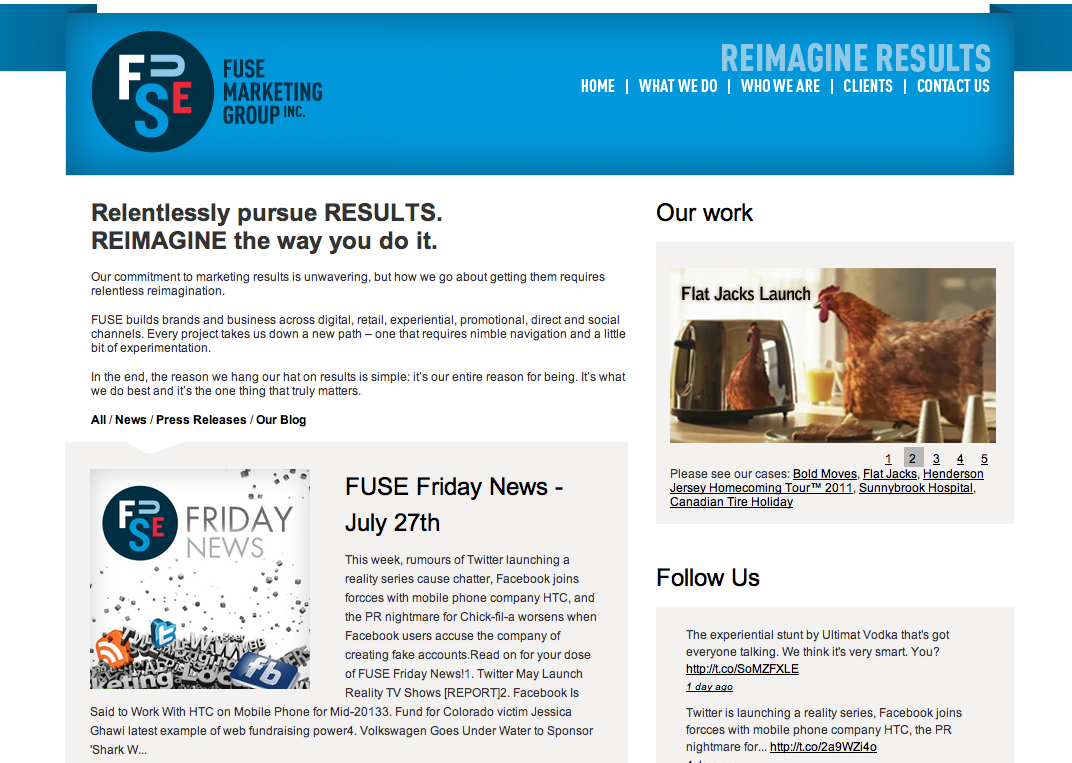 FUSE
FUSE
MARKETING
GROUP INC.
REIMAGINE RESULTS
HOME | WHAT WE DO | WHO WE ARE | CLIENTS | CONTACT US
Relentlessly pursue RESULTS.
REIMAGINE the way you do it.
Our commitment to marketing results is unwavering, but how we go about getting them requires
relentless reimagination.
FUSE builds brands and business across digital, retail, experiential, promotional, direct and social
channels. Every project takes us down a new path – one that requires nimble navigation and a little
bit of experimentation.
In the end, the reason we hang our hat on results is simple: it's our entire reason for being. It's what
we do best and it's the one thing that truly matters.
All / News / Press Releases / Our Blog
FUSE
FRIDAY
NEWS
fb
FUSE Friday News -
July 27th
This week, rumours of Twitter launching a
reality series cause chatter, Facebook joins
forcces with mobile phone company HTC, and
the PR nightmare for Chick-fil-a worsens when
Facebook users accuse the company of
creating fake accounts.Read on for your dose
of FUSE Friday News!1. Twitter May Launch
Reality TV Shows [REPORT]2. Facebook Is
Said to Work With HTC on Mobile Phone for Mid-20133. Fund for Colorado victim Jessica
Ghawi latest example of web fundraising power4. Volkswagen Goes Under Water to Sponsor
'Shark W...
Our work
Flat Jacks Launch
1 2 3 4 5
Please see our cases: Bold Moves, Flat Jacks, Henderson
Jersey Homecoming Tour™ 2011, Sunnybrook Hospital,
Canadian Tire Holiday
Follow Us
The experiential stunt by Ultimat Vodka that's got
everyone talking. We think it's very smart. You?
http://t.co/SoMZFXLE
1 day ago
Twitter is launching a reality series, Facebook joins
forcces with mobile phone company HTC, the PR
nightmare for... http://t.co/2a9WZi4o